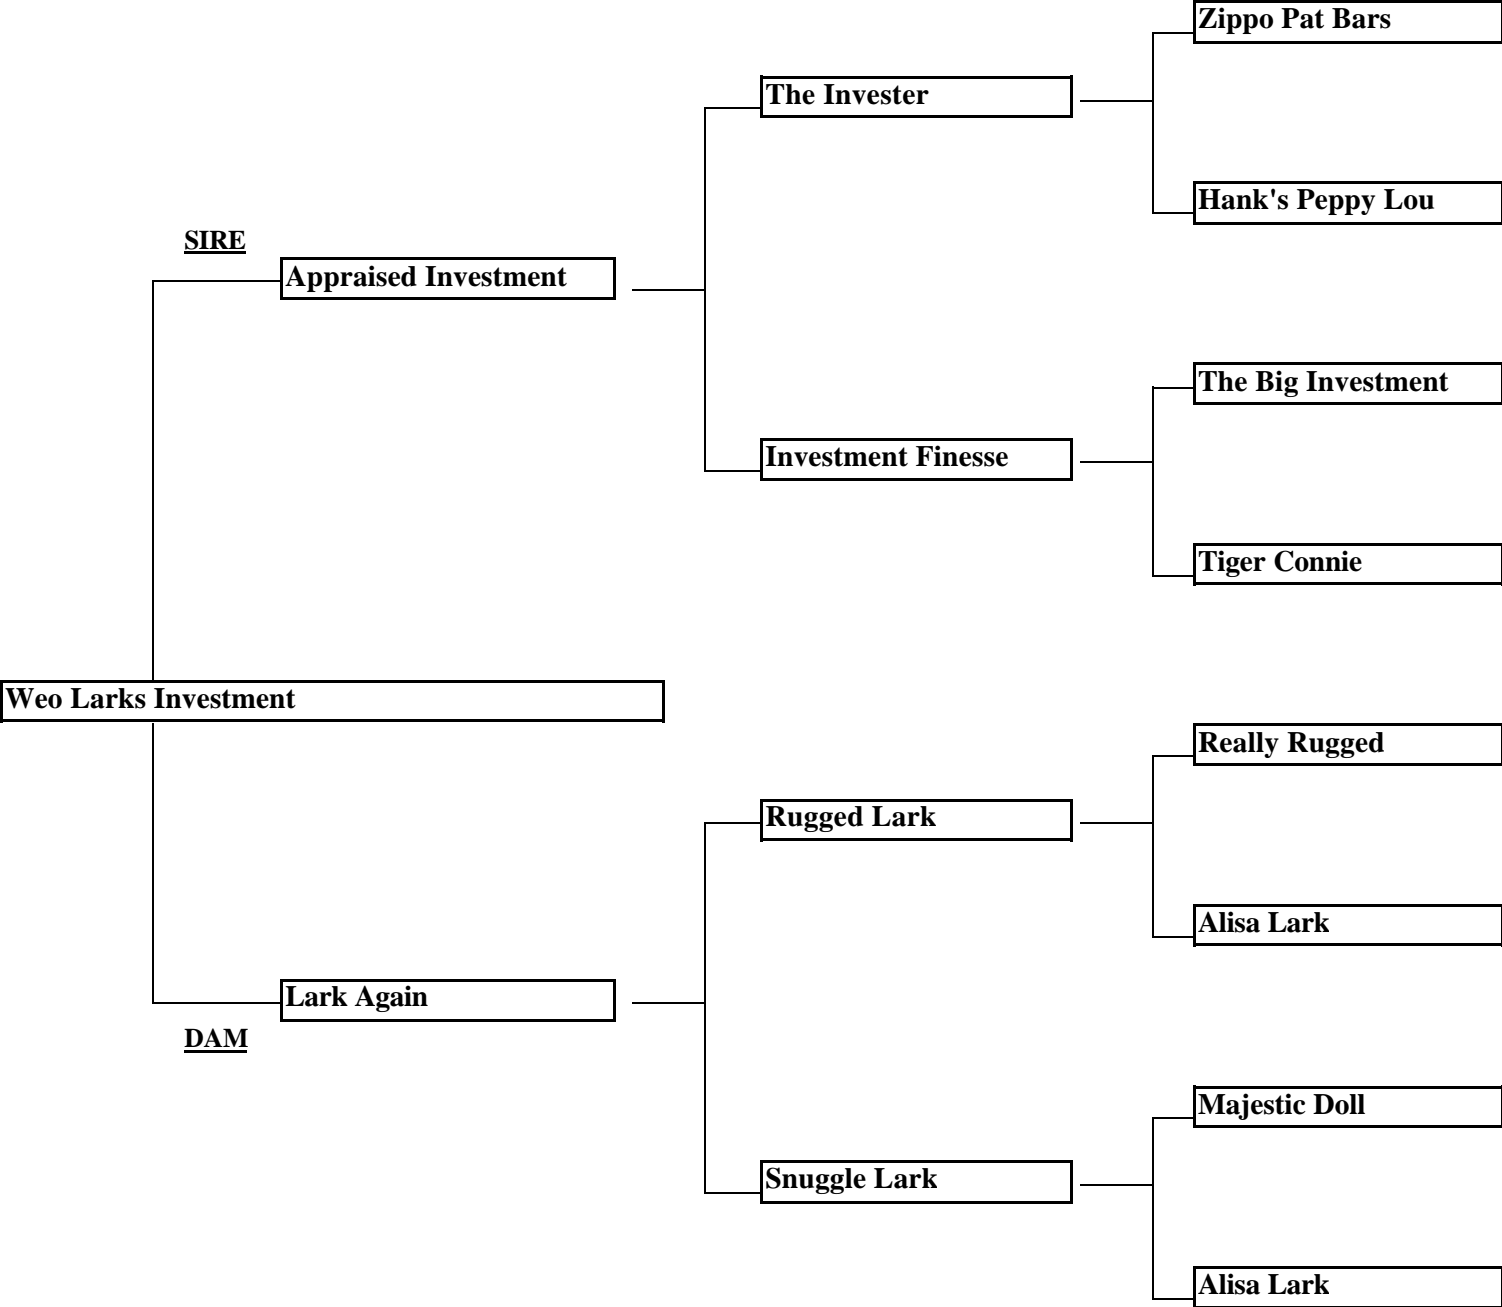 Zippo Pat Bars
The Invester
Hank's Peppy Lou
SIRE
Appraised Investment
The Big Investment
Investment Finesse
Tiger Connie
Weo Larks Investment
Really Rugged
Rugged Lark
Alisa Lark
Lark Again
DAM
Majestic Doll
Snuggle Lark
Alisa Lark